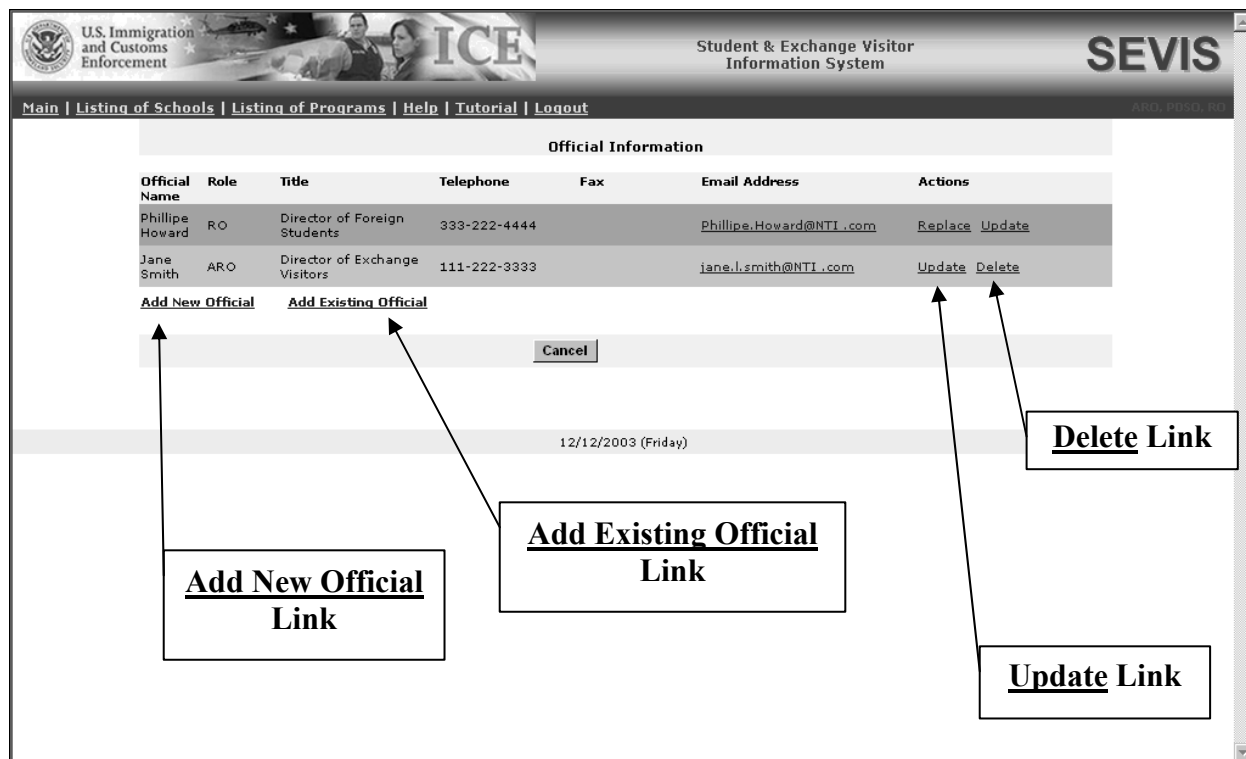 U.S. Immigration
and Customs
Enforcement
ICE
Student & Exchange Visitor
Information System
SEVIS
Main | Listing of Schools | Listing of Programs | Help | Tutorial | Logout
ARO, PDSO, RO
Official Information
Official Name Role Title Telephone Fax Email Address Actions
Phillipe Howard RO Director of Foreign Students 333-222-4444 Phillipe.Howard@NTI .com Replace Update
Jane Smith ARO Director of Exchange Visitors 111-222-3333 jane.l.smith@NTI .com Update Delete
Add New Official Add Existing Official
Cancel
12/12/2003 (Friday)
Delete Link
Add Existing Official
Link
Add New Official
Link
Update Link